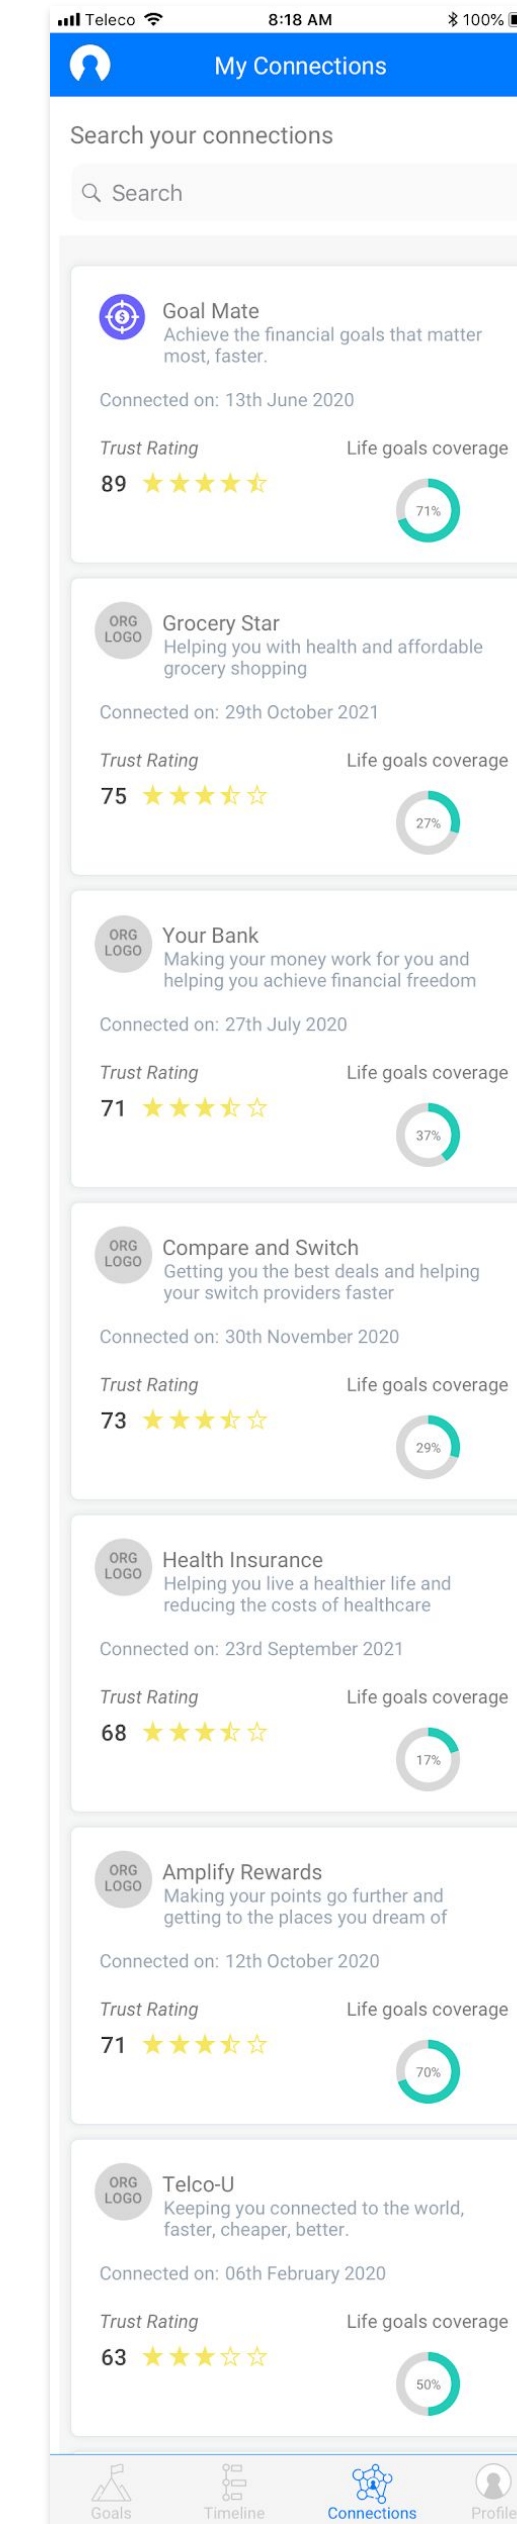 Teleco 8:18 AM 100%
My Connections
Search your connections
Search
Goal Mate
Achieve the financial goals that matter
most, faster.
Connected on: 13th June 2020
Trust Rating Life goals coverage
89
71%
ORG
LOGO
Grocery Star
Helping you with health and affordable
grocery shopping
Connected on: 29th October 2021
Trust Rating Life goals coverage
75
27%
ORG
LOGO
Your Bank
Making your money work for you and
helping you achieve financial freedom
Connected on: 27th July 2020
Trust Rating Life goals coverage
71
37%
ORG
LOGO
Compare and Switch
Getting you the best deals and helping
your switch providers faster
Connected on: 30th November 2020
Trust Rating Life goals coverage
73
29%
ORG
LOGO
Health Insurance
Helping you live a healthier life and
reducing the costs of healthcare
Connected on: 23rd September 2021
Trust Rating Life goals coverage
68
17%
ORG
LOGO
Amplify Rewards
Making your points go further and
getting to the places you dream of
Connected on: 12th October 2020
Trust Rating Life goals coverage
71
70%
ORG
LOGO
Telco-U
Keeping you connected to the world,
faster, cheaper, better.
Connected on: 06th February 2020
Trust Rating Life goals coverage
63
50%
Goals Timeline Connections Profile